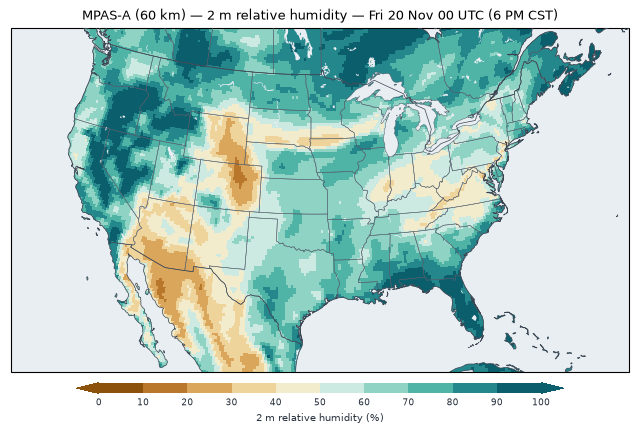 MPAS-A (60 km) — 2 m relative humidity — Fri 20 Nov 00 UTC (6 PM CST)
0 10 20 30 40 50 60 70 80 90 100
2 m relative humidity (%)